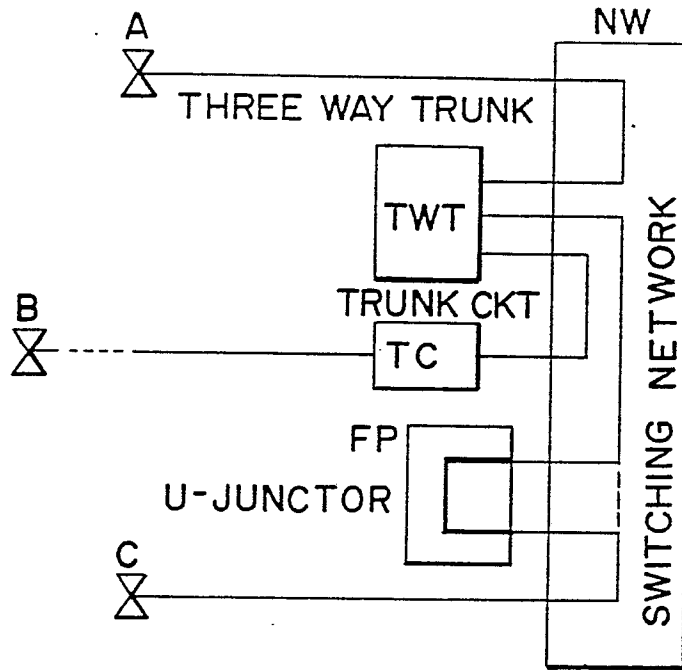 A
NW
THREE WAY TRUNK
TWT
B
TRUNK CKT
TC
FP
U-JUNCTOR
C
SWITCHING NETWORK